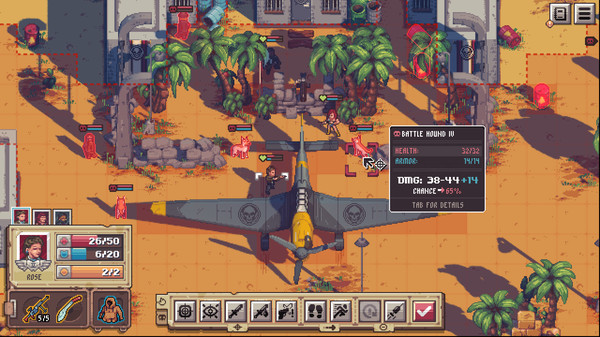 BATTLE HOUND IV
HEALTH: 32/32
ARMOR: 14/14
DMG: 38-44+14
CHANCE 65%
TAB FOR DETAILS
26/50
6/20
2/2
ROSE
5/5